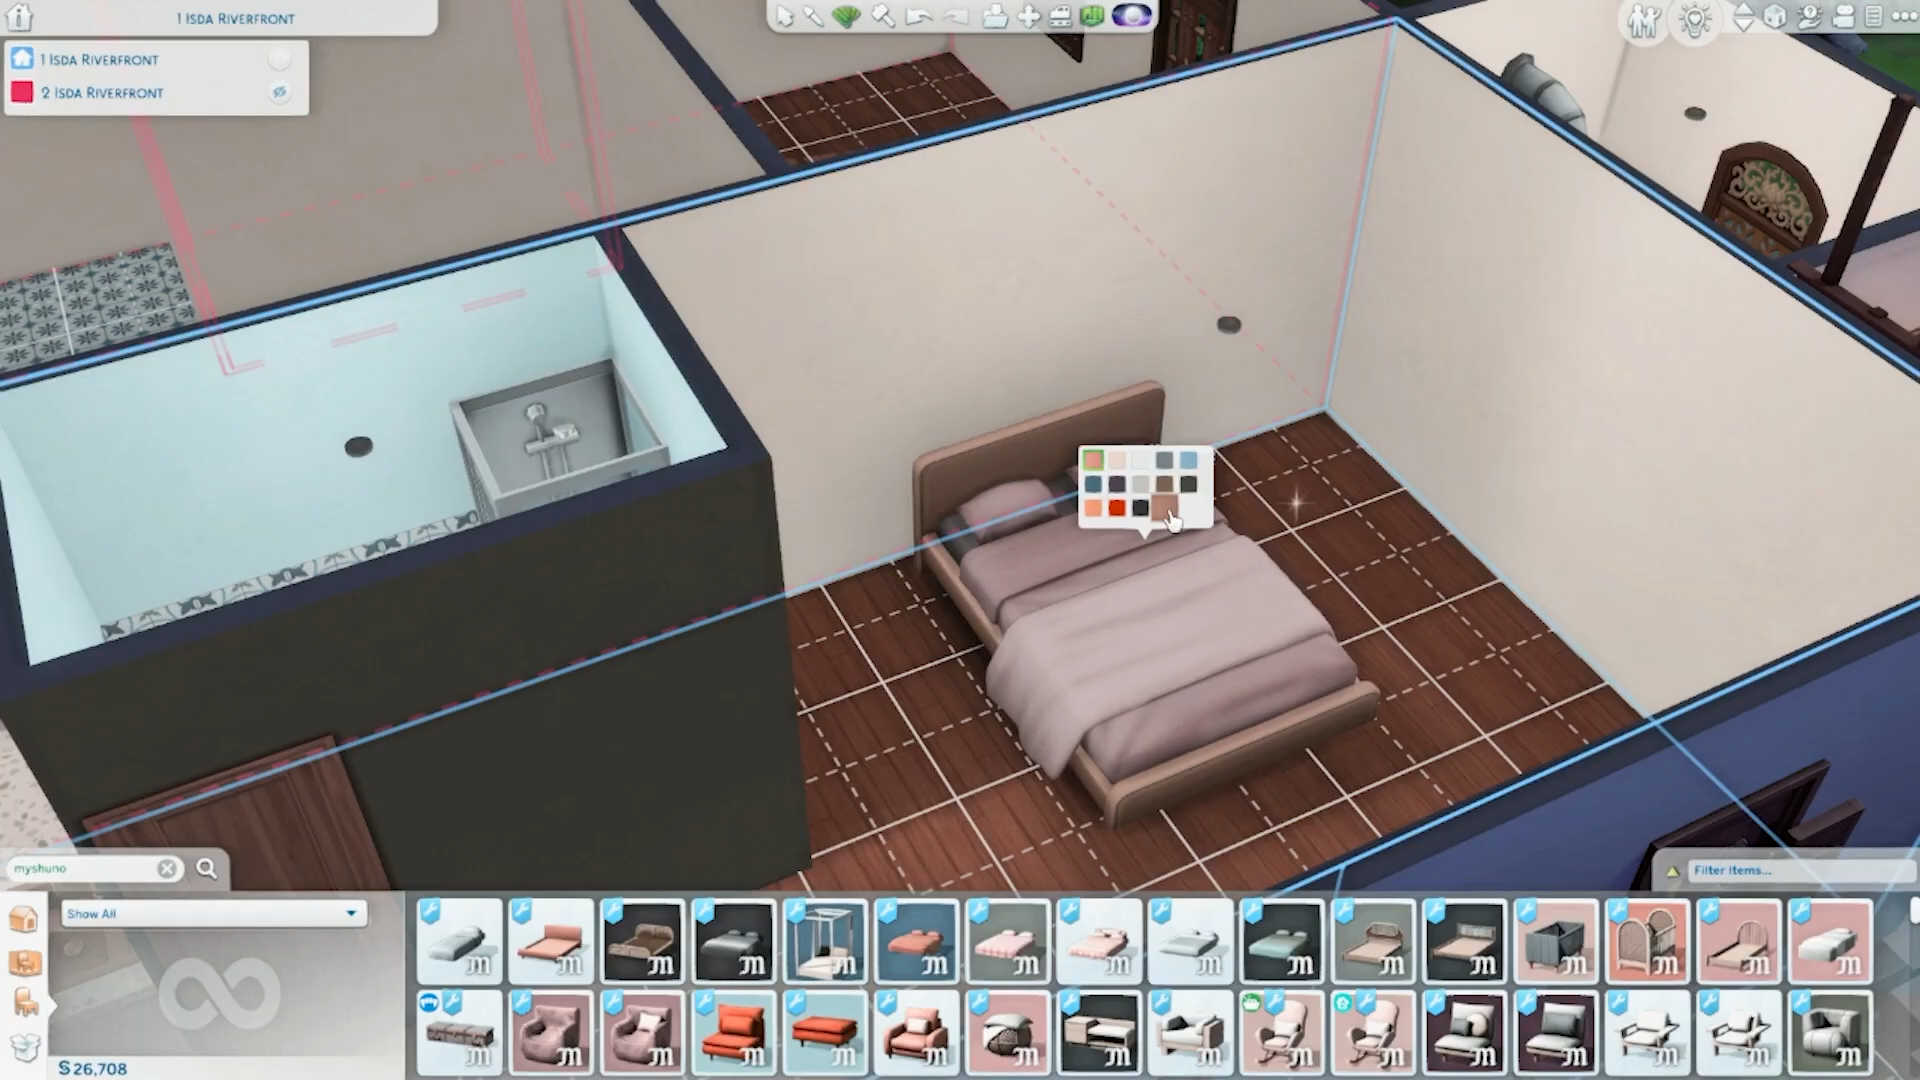 1 Isda Riverfront
1 Isda Riverfront
2 Isda Riverfront
myshuno
Filter Items...
Show All
§26,708